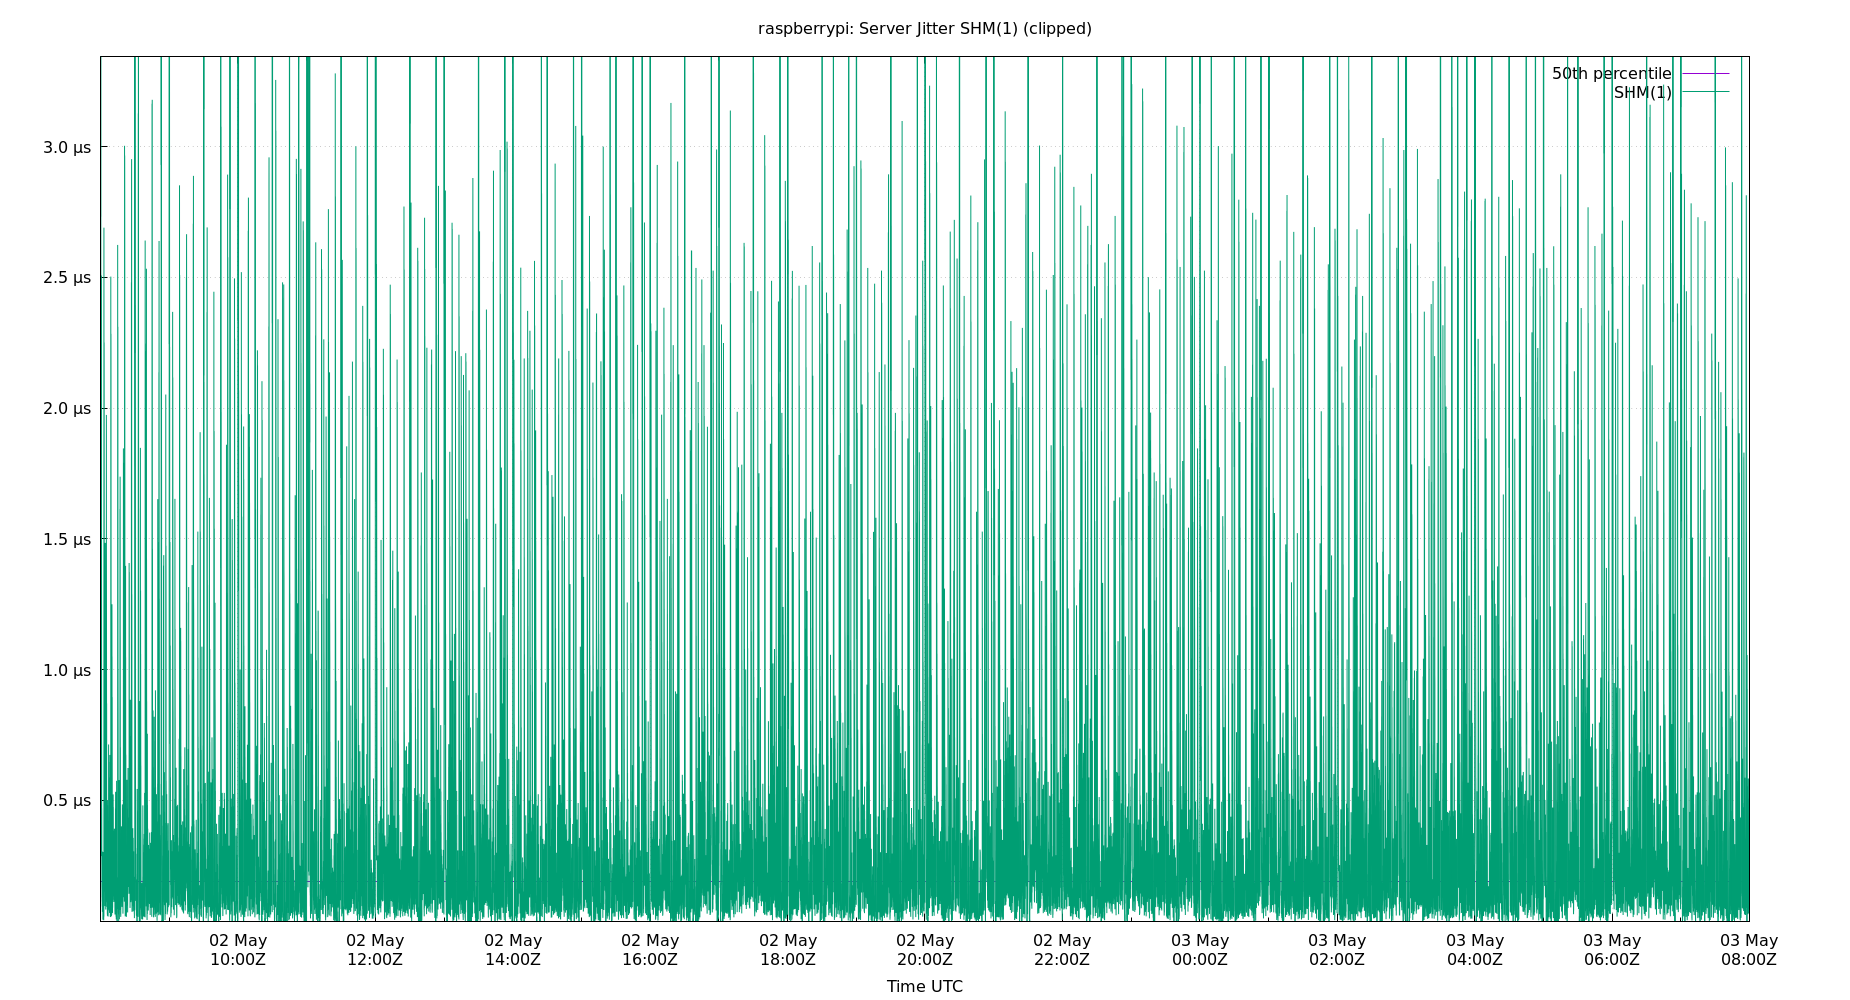 raspberrypi: Server Jitter SHM(1) (clipped)
50th percentile
SHM(1)
3.0 µs
2.5 µs
2.0 µs
1.5 µs
1.0 µs
0.5 µs
02 May 02 May 02 May 02 May 02 May 02 May 02 May 03 May 03 May 03 May 03 May 03 May
10:00Z 12:00Z 14:00Z 16:00Z 18:00Z 20:00Z 22:00Z 00:00Z 02:00Z 04:00Z 06:00Z 08:00Z
Time UTC